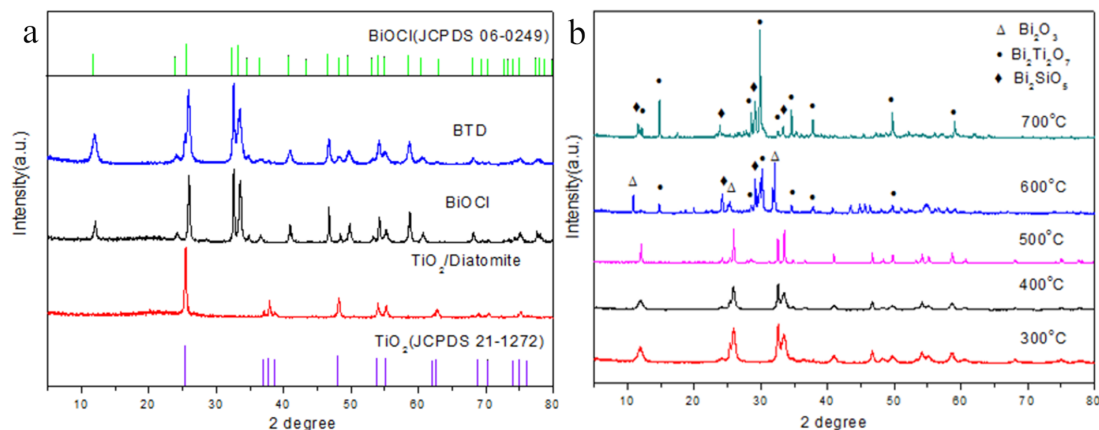 a
BiOCl(JCPDS 06-0249)
BTD
BiOCl
TiO₂/Diatomite
TiO₂(JCPDS 21-1272)
Intensity(a.u.)
10 20 30 40 50 60 70 80
2 degree
b
Δ Bi₂O₃
• Bi₂Ti₂O₇
♦ Bi₂SiO₅
700°C
600°C
500°C
400°C
300°C
Intensity(a.u.)
10 20 30 40 50 60 70 80
2 degree